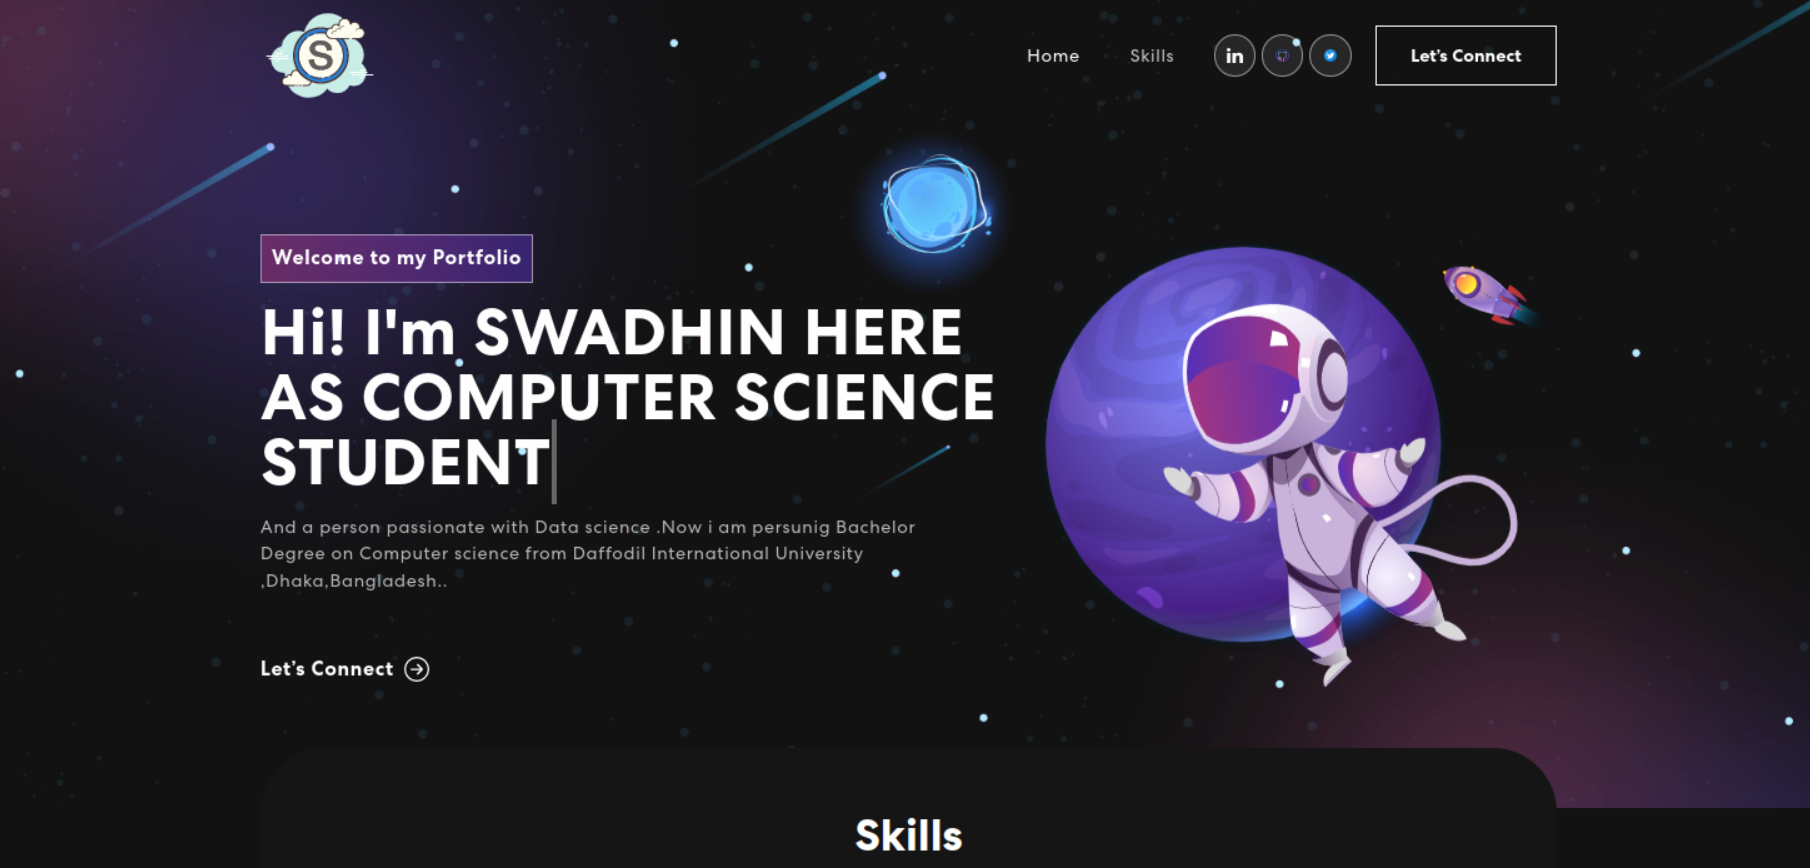 S
Home
Skills
in
Let's Connect
Welcome to my Portfolio
Hi! I'm SWADHIN HERE
AS COMPUTER SCIENCE
STUDENT
And a person passionate with Data science .Now i am persunig Bachelor
Degree on Computer science from Daffodil International University
,Dhaka,Bangladesh..
Let's Connect
Skills